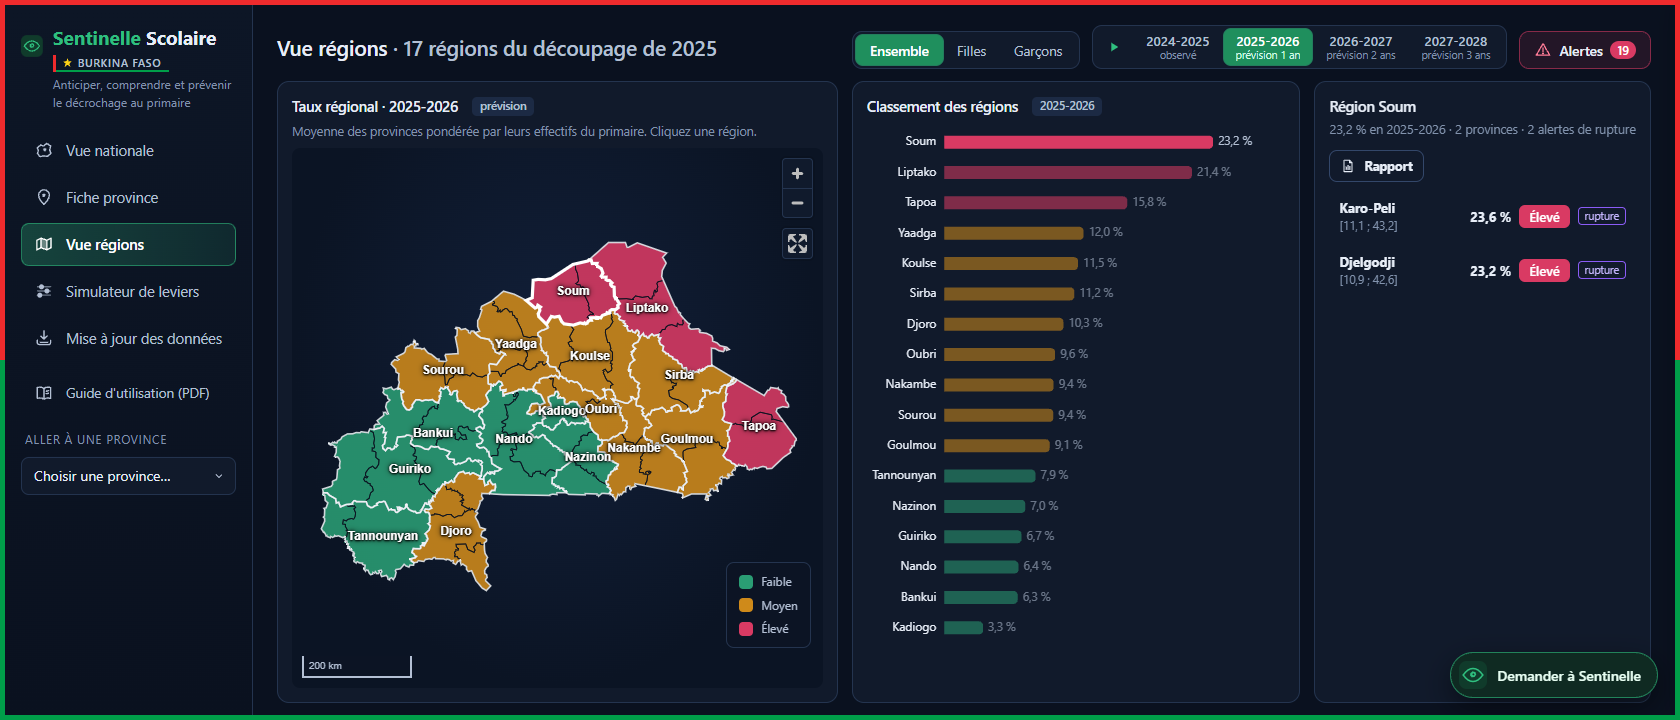 Sentinelle Scolaire
BURKINA FASO
Anticiper, comprendre et prévenir
le décrochage au primaire
Vue nationale
Fiche province
Vue régions
Simulateur de leviers
Mise à jour des données
Guide d'utilisation (PDF)
ALLER À UNE PROVINCE
Choisir une province...
Vue régions · 17 régions du découpage de 2025
Ensemble
Filles
Garçons
2024-2025
observé
2025-2026
prévision 1 an
2026-2027
prévision 2 ans
2027-2028
prévision 3 ans
Alertes 19
Taux régional · 2025-2026 prévision
Moyenne des provinces pondérée par leurs effectifs du primaire. Cliquez une région.
+
−
Soum
Liptako
Yaadga
Koulse
Sourou
Sirba
Kadiogo
Oubri
Tapoa
Bankui
Nando
Goulmou
Nakambe
Nazinon
Guiriko
Djoro
Tannounyan
Faible
Moyen
Élevé
200 km
Classement des régions 2025-2026
Soum 23,2 %
Liptako 21,4 %
Tapoa 15,8 %
Yaadga 12,0 %
Koulse 11,5 %
Sirba 11,2 %
Djoro 10,3 %
Oubri 9,6 %
Nakambe 9,4 %
Sourou 9,4 %
Goulmou 9,1 %
Tannounyan 7,9 %
Nazinon 7,0 %
Guiriko 6,7 %
Nando 6,4 %
Bankui 6,3 %
Kadiogo 3,3 %
Région Soum
23,2 % en 2025-2026 · 2 provinces · 2 alertes de rupture
Rapport
Karo-Peli 23,6 % Élevé rupture
[11,1 ; 43,2]
Djelgodji 23,2 % Élevé rupture
[10,9 ; 42,6]
Demander à Sentinelle